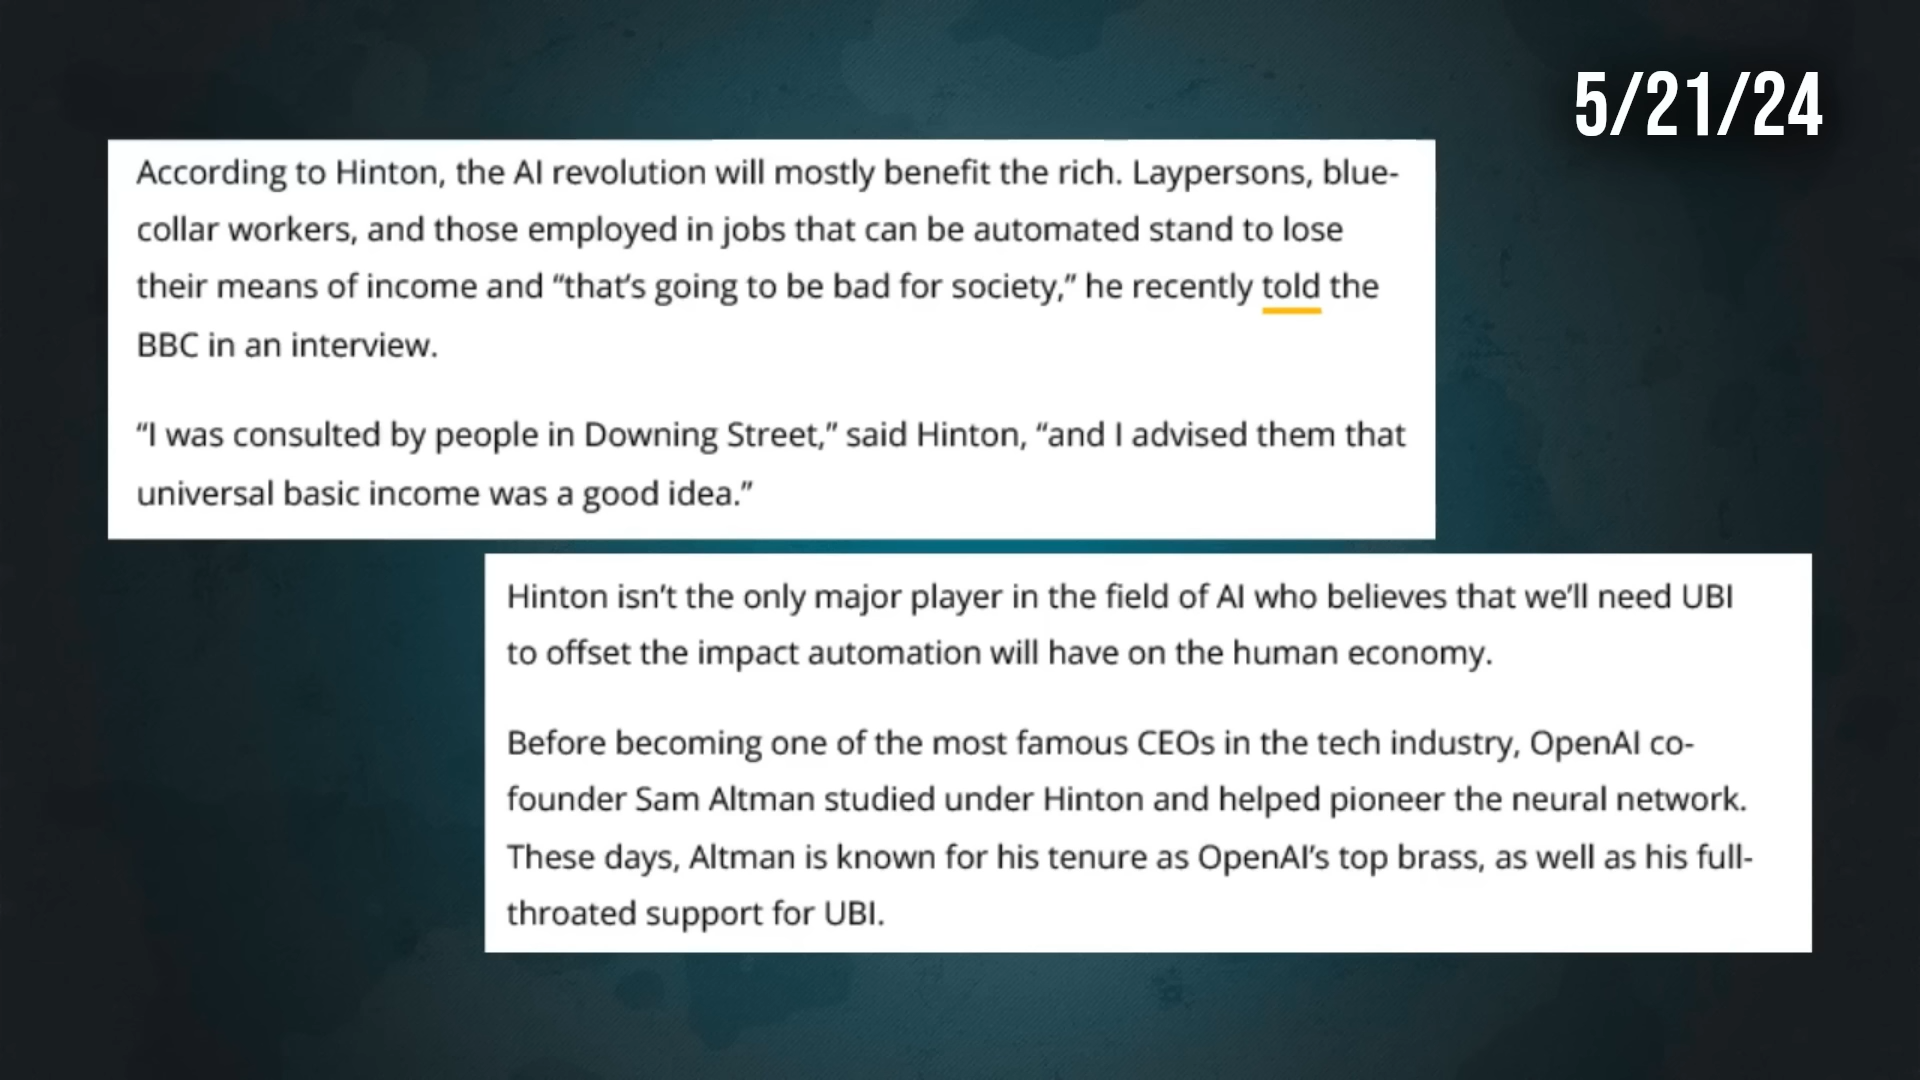 5/21/24
According to Hinton, the AI revolution will mostly benefit the rich. Laypersons, blue-
collar workers, and those employed in jobs that can be automated stand to lose
their means of income and “that’s going to be bad for society,” he recently told the
BBC in an interview.
“I was consulted by people in Downing Street,” said Hinton, “and I advised them that
universal basic income was a good idea.”
Hinton isn’t the only major player in the field of AI who believes that we’ll need UBI
to offset the impact automation will have on the human economy.
Before becoming one of the most famous CEOs in the tech industry, OpenAI co-
founder Sam Altman studied under Hinton and helped pioneer the neural network.
These days, Altman is known for his tenure as OpenAI’s top brass, as well as his full-
throated support for UBI.